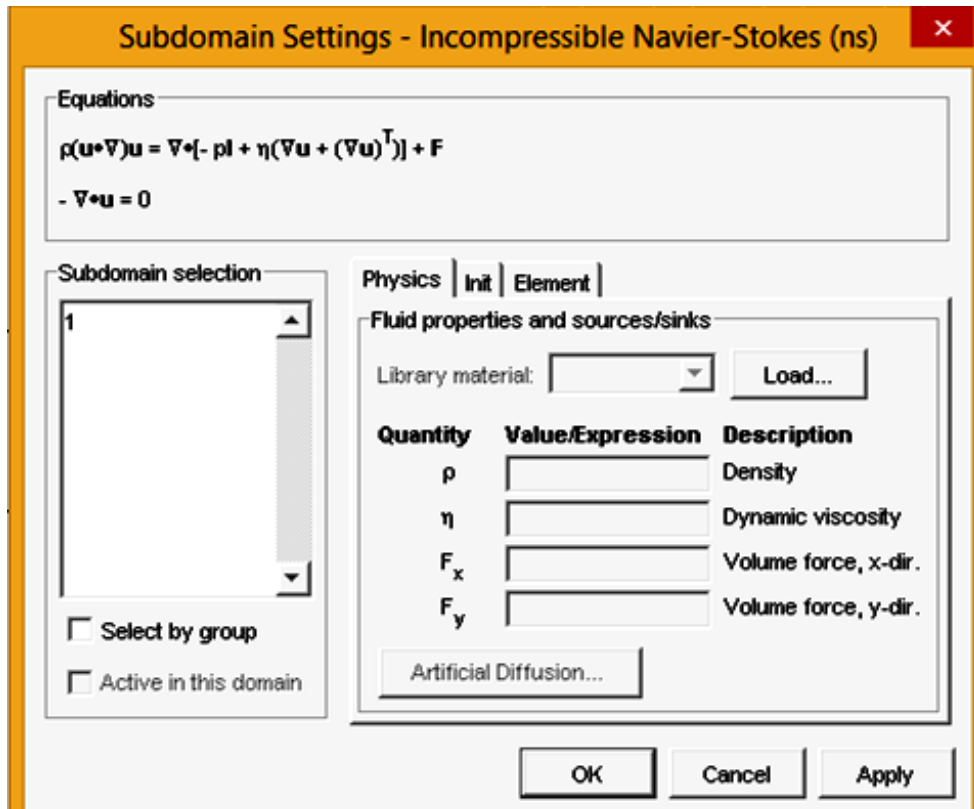 Subdomain Settings - Incompressible Navier-Stokes (ns)
×
Equations
ρ(u•∇)u = ∇•[- pI + η(∇u + (∇u)ᵀ)] + F
- ∇•u = 0
Subdomain selection
1
Select by group
Active in this domain
Physics Init Element
Fluid properties and sources/sinks
Library material: Load...
Quantity Value/Expression Description
ρ Density
η Dynamic viscosity
Fₓ Volume force, x-dir.
F_y Volume force, y-dir.
Artificial Diffusion...
OK Cancel Apply